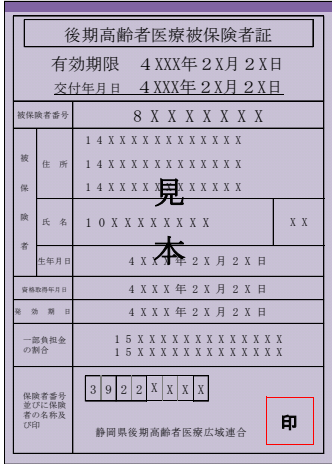 後期高齢者医療被保険者証
有効期限 4XXX年2X月2X日
交付年月日 4XXX年2X月2X日
被保険者番号 8XXXXXXX
被保険者
住所
14XXXXXXXXXXXX
14XXXXXXXXXXXX
14XXXXXXXXXXXX
氏名 10XXXXXXXXX XX
生年月日 4XXX年2X月2X日
資格取得年月日 4XXX年2X月2X日
発効期日 4XXX年2X月2X日
一部負担金の割合
15XXXXXXXXXXXXX
15XXXXXXXXXXXXX
保険者番号
並びに保険
者の名称及
び印
3922XXXX
静岡県後期高齢者医療広域連合
印
見本